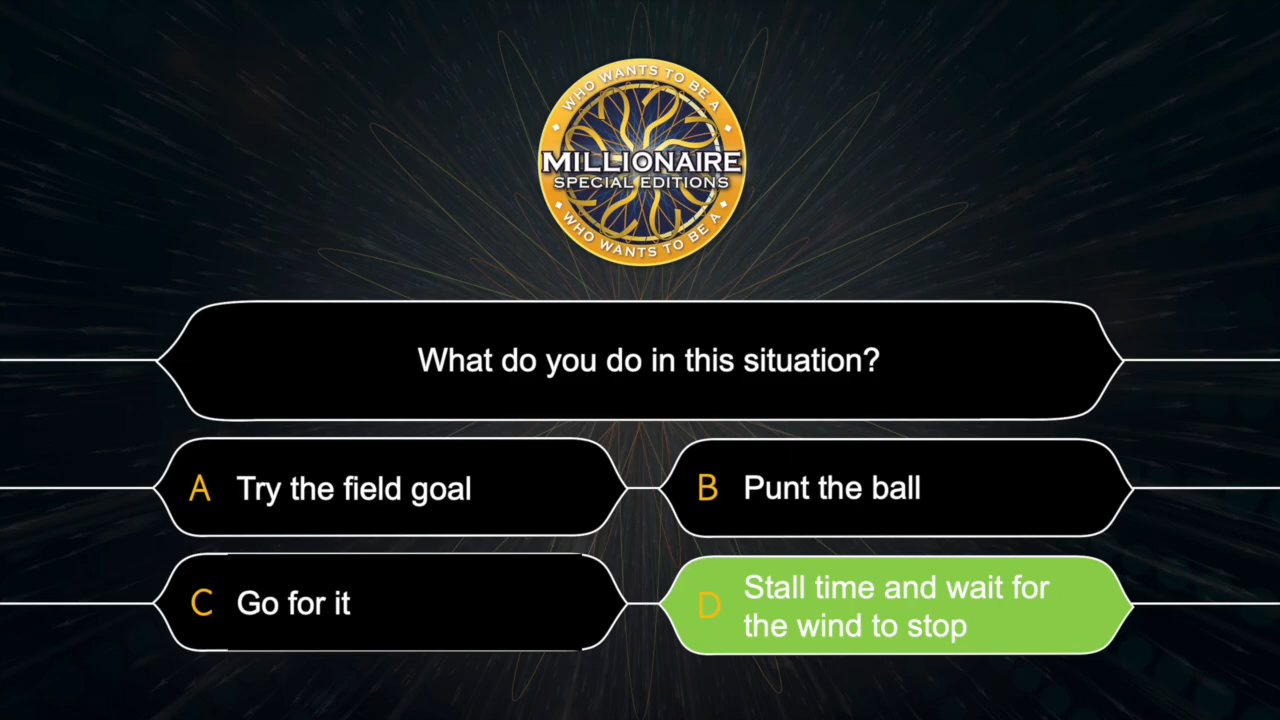 WHO WANTS TO BE A
MILLIONAIRE
SPECIAL EDITIONS
WHO WANTS TO BE A
What do you do in this situation?
A Try the field goal
B Punt the ball
C Go for it
D Stall time and wait for
the wind to stop